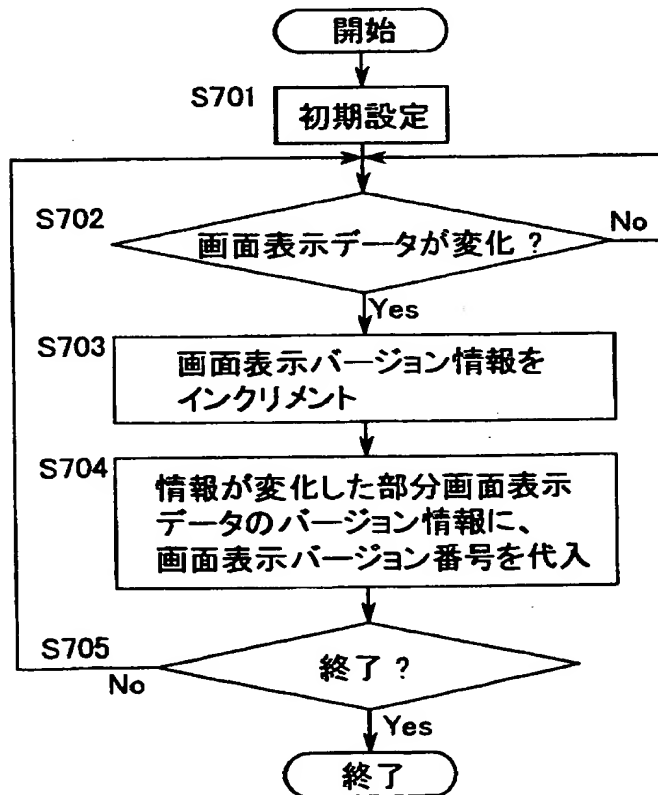 開始
S701
初期設定
S702
画面表示データが変化?
No
Yes
S703
画面表示バージョン情報を
インクリメント
S704
情報が変化した部分画面表示
データのバージョン情報に、
画面表示バージョン番号を代入
S705
終了?
No
Yes
終了